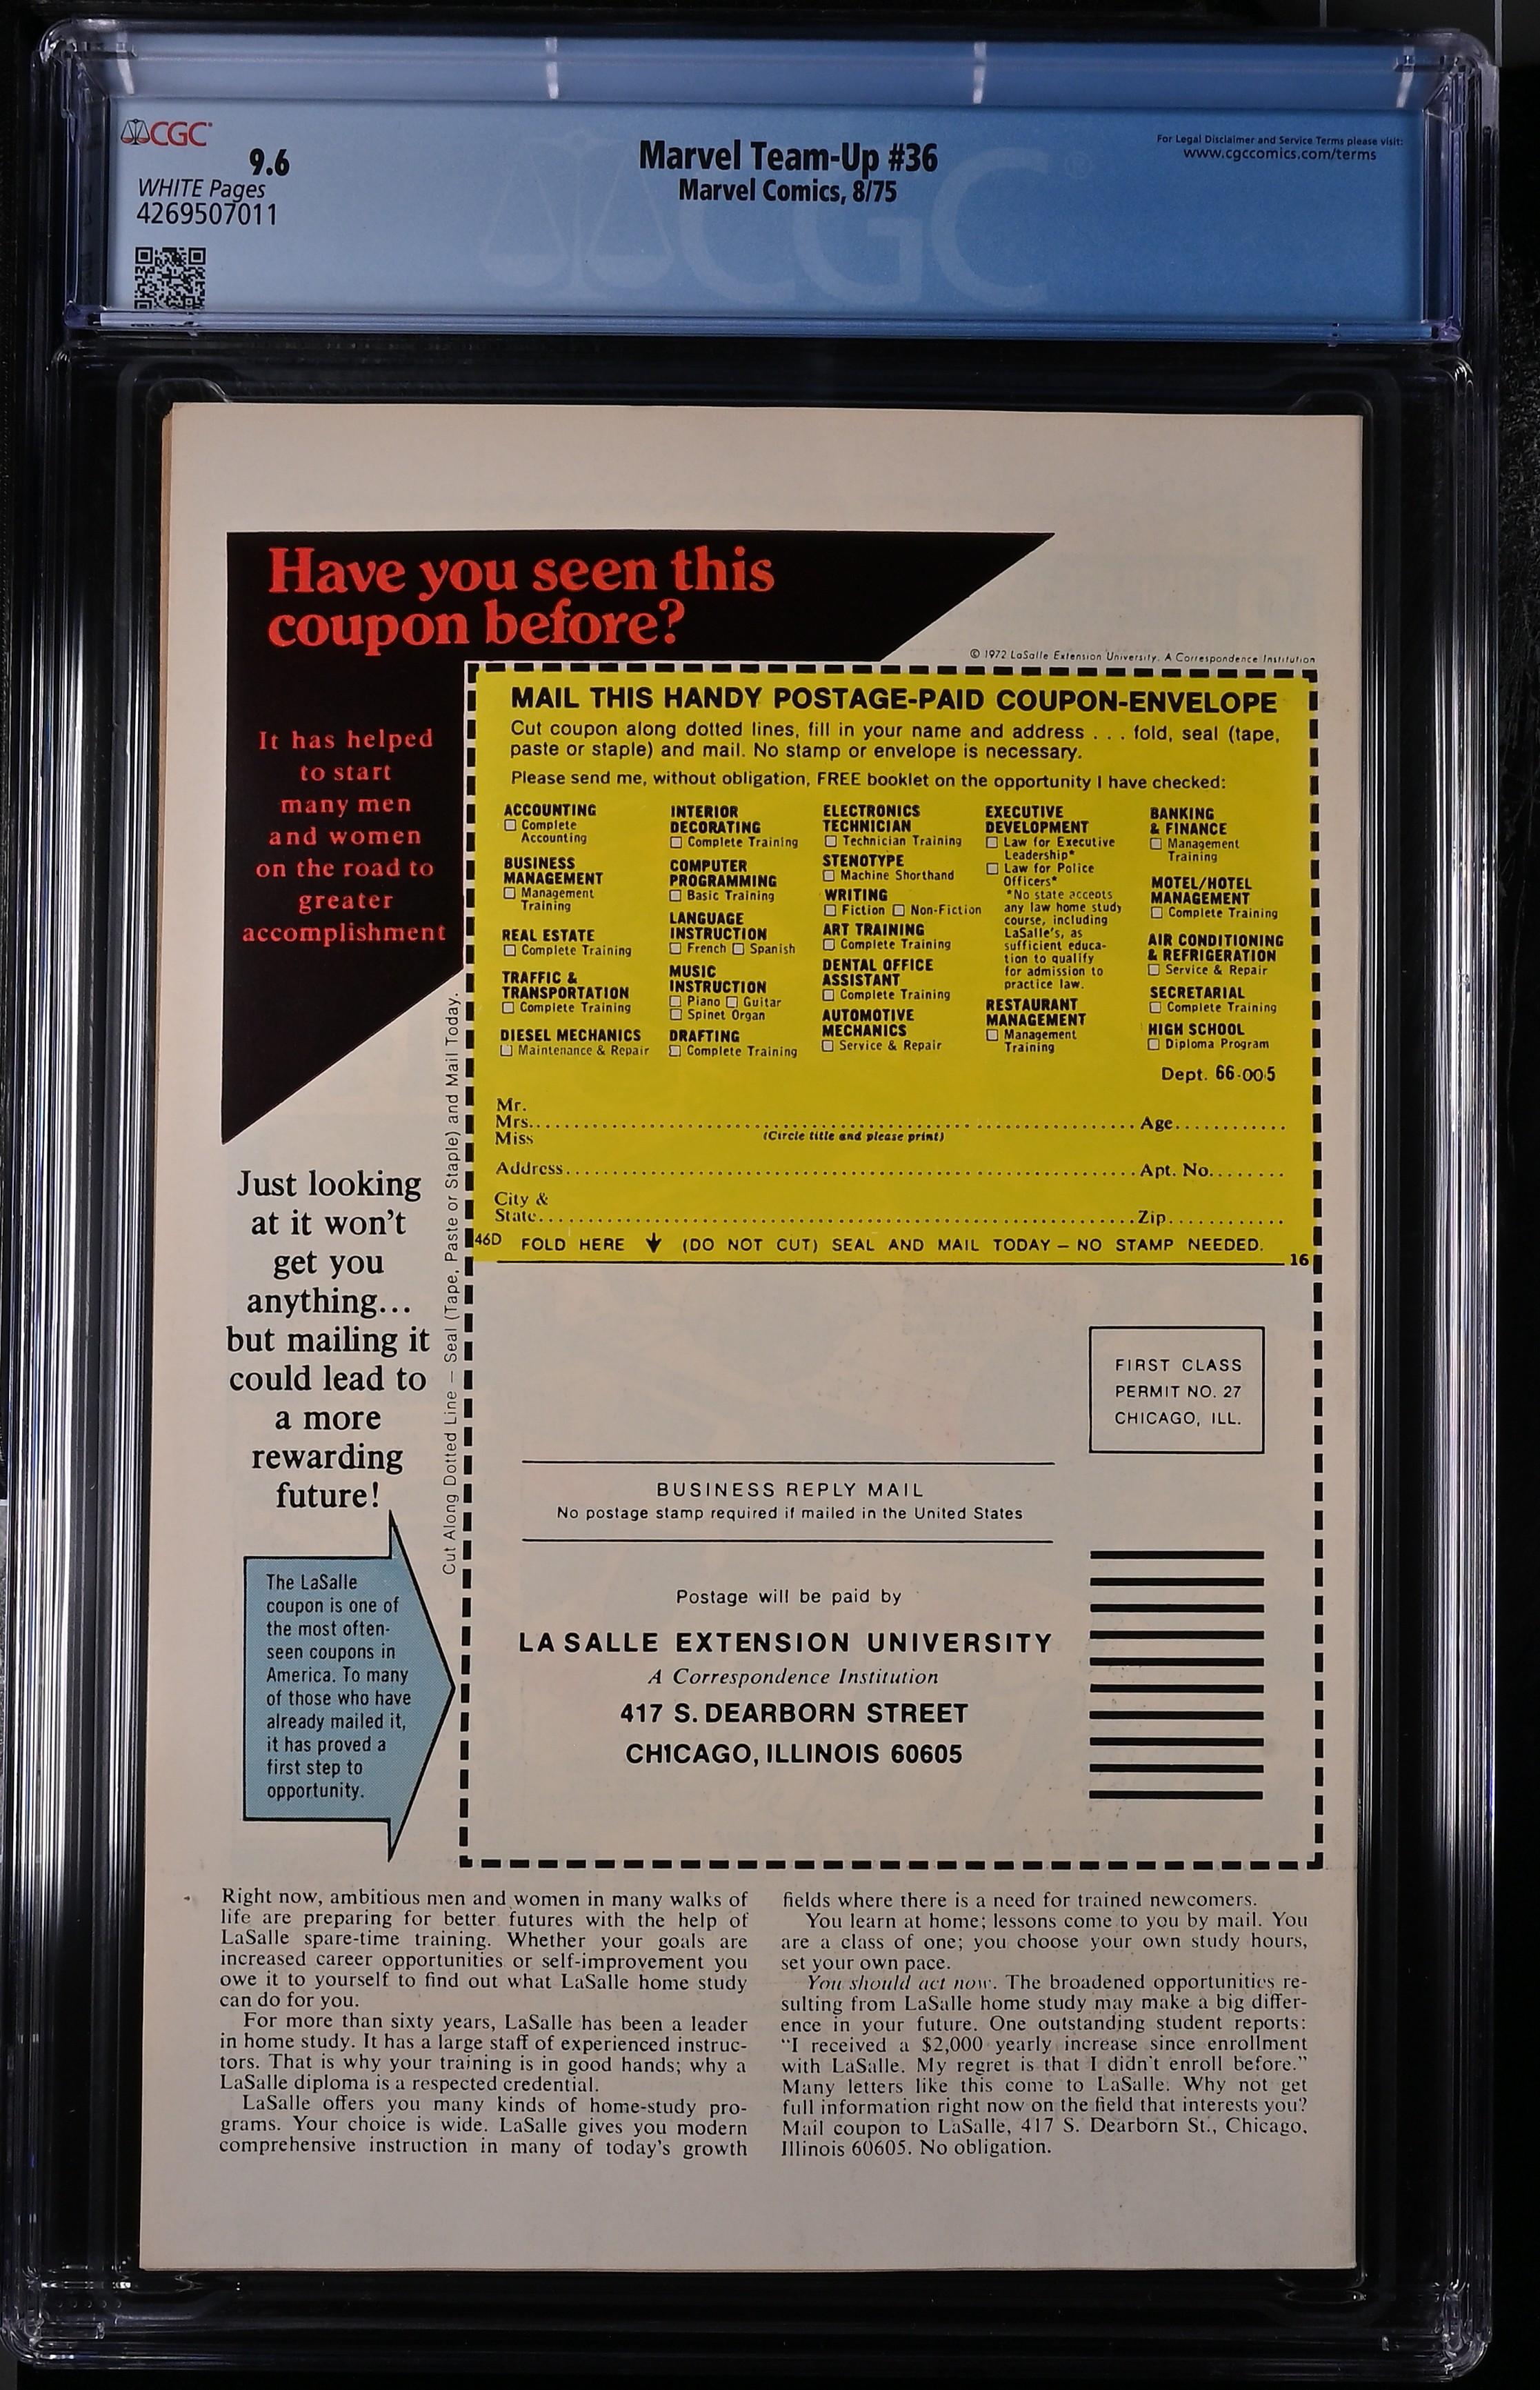 CGC
9.6
WHITE Pages
4269507011
Marvel Team-Up #36
Marvel Comics, 8/75
For Legal Disclaimer and Service Terms please visit:
www.cgccomics.com/terms
CGC
Have you seen this
coupon before?
© 1972 LaSalle Extension University. A Correspondence Institution
It has helped
to start
many men
and women
on the road to
greater
accomplishment
MAIL THIS HANDY POSTAGE-PAID COUPON-ENVELOPE
Cut coupon along dotted lines, fill in your name and address . . . fold, seal (tape,
paste or staple) and mail. No stamp or envelope is necessary.
Please send me, without obligation, FREE booklet on the opportunity I have checked:
ACCOUNTING
Complete
Accounting
BUSINESS
MANAGEMENT
Management
Training
REAL ESTATE
Complete Training
TRAFFIC &
TRANSPORTATION
Complete Training
DIESEL MECHANICS
Maintenance & Repair
INTERIOR
DECORATING
Complete Training
COMPUTER
PROGRAMMING
Basic Training
LANGUAGE
INSTRUCTION
French Spanish
MUSIC
INSTRUCTION
Piano Guitar
Spinet Organ
DRAFTING
Complete Training
ELECTRONICS
TECHNICIAN
Technician Training
STENOTYPE
Machine Shorthand
WRITING
Fiction Non-Fiction
ART TRAINING
Complete Training
DENTAL OFFICE
ASSISTANT
Complete Training
AUTOMOTIVE
MECHANICS
Service & Repair
EXECUTIVE
DEVELOPMENT
Law for Executive
Leadership*
Law for Police
Officers*
*No state accepts
any law home study
course, including
LaSalle's, as
sufficient educa-
tion to qualify
for admission to
practice law.
RESTAURANT
MANAGEMENT
Management
Training
BANKING
& FINANCE
Management
Training
MOTEL/HOTEL
MANAGEMENT
Complete Training
AIR CONDITIONING
& REFRIGERATION
Service & Repair
SECRETARIAL
Complete Training
HIGH SCHOOL
Diploma Program
Dept. 66-005
Mr.
Mrs. Age
Miss (Circle title and please print)
Address Apt. No.
City &
State Zip
46D FOLD HERE (DO NOT CUT) SEAL AND MAIL TODAY – NO STAMP NEEDED.
16
Cut Along Dotted Line – Seal (Tape, Paste or Staple) and Mail Today.
Just looking
at it won't
get you
anything...
but mailing it
could lead to
a more
rewarding
future!
FIRST CLASS
PERMIT NO. 27
CHICAGO, ILL.
BUSINESS REPLY MAIL
No postage stamp required if mailed in the United States
Postage will be paid by
LA SALLE EXTENSION UNIVERSITY
A Correspondence Institution
417 S. DEARBORN STREET
CHICAGO, ILLINOIS 60605
The LaSalle
coupon is one of
the most often-
seen coupons in
America. To many
of those who have
already mailed it,
it has proved a
first step to
opportunity.
Right now, ambitious men and women in many walks of
life are preparing for better futures with the help of
LaSalle spare-time training. Whether your goals are
increased career opportunities or self-improvement you
owe it to yourself to find out what LaSalle home study
can do for you.
For more than sixty years, LaSalle has been a leader
in home study. It has a large staff of experienced instruc-
tors. That is why your training is in good hands; why a
LaSalle diploma is a respected credential.
LaSalle offers you many kinds of home-study pro-
grams. Your choice is wide. LaSalle gives you modern
comprehensive instruction in many of today's growth
fields where there is a need for trained newcomers.
You learn at home; lessons come to you by mail. You
are a class of one; you choose your own study hours,
set your own pace.
You should act now. The broadened opportunities re-
sulting from LaSalle home study may make a big differ-
ence in your future. One outstanding student reports:
"I received a $2,000 yearly increase since enrollment
with LaSalle. My regret is that I didn't enroll before."
Many letters like this come to LaSalle. Why not get
full information right now on the field that interests you?
Mail coupon to LaSalle, 417 S. Dearborn St., Chicago,
Illinois 60605. No obligation.